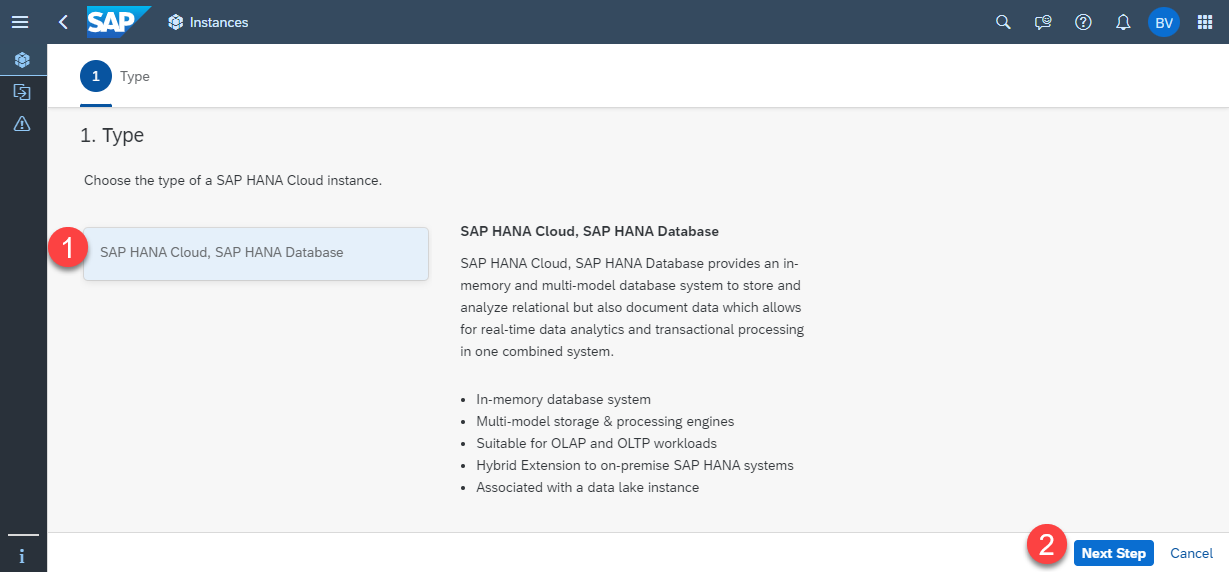 SAP Instances BV
1 Type
1. Type
Choose the type of a SAP HANA Cloud instance.
1
SAP HANA Cloud, SAP HANA Database
SAP HANA Cloud, SAP HANA Database
SAP HANA Cloud, SAP HANA Database provides an in-
memory and multi-model database system to store and
analyze relational but also document data which allows
for real-time data analytics and transactional processing
in one combined system.
• In-memory database system
• Multi-model storage & processing engines
• Suitable for OLAP and OLTP workloads
• Hybrid Extension to on-premise SAP HANA systems
• Associated with a data lake instance
2 Next Step Cancel